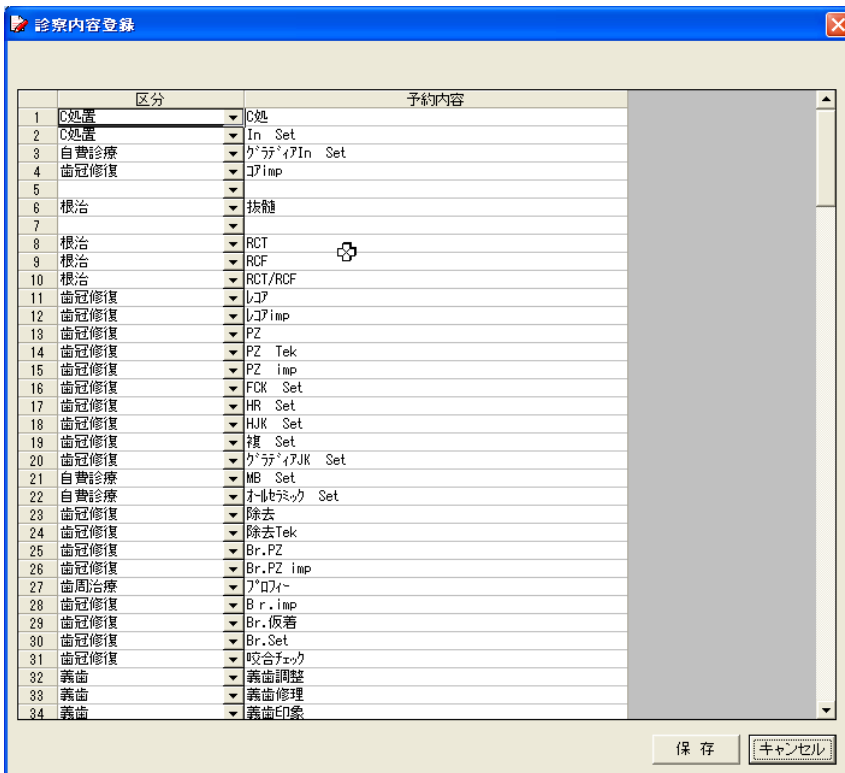 診察内容登録
区分 予約内容
1 C処置 C処
2 C処置 In Set
3 自費診療 ｸﾞﾗﾃﾞｨｱIn Set
4 歯冠修復 ｺｱimp
5
6 根治 抜髄
7
8 根治 RCT
9 根治 RCF
10 根治 RCT/RCF
11 歯冠修復 ﾚｺｱ
12 歯冠修復 ﾚｺｱimp
13 歯冠修復 PZ
14 歯冠修復 PZ Tek
15 歯冠修復 PZ imp
16 歯冠修復 FCK Set
17 歯冠修復 HR Set
18 歯冠修復 HJK Set
19 歯冠修復 複 Set
20 歯冠修復 ｸﾞﾗﾃﾞｨｱJK Set
21 自費診療 MB Set
22 自費診療 ｵｰﾙｾﾗﾐｯｸ Set
23 歯冠修復 除去
24 歯冠修復 除去Tek
25 歯冠修復 Br.PZ
26 歯冠修復 Br.PZ imp
27 歯周治療 ﾌﾟﾛﾌｨｰ
28 歯冠修復 Ｂｒ.imp
29 歯冠修復 Br.仮着
30 歯冠修復 Br.Set
31 歯冠修復 咬合ﾁｪｯｸ
32 義歯 義歯調整
33 義歯 義歯修理
34 義歯 義歯印象
保 存 キャンセル